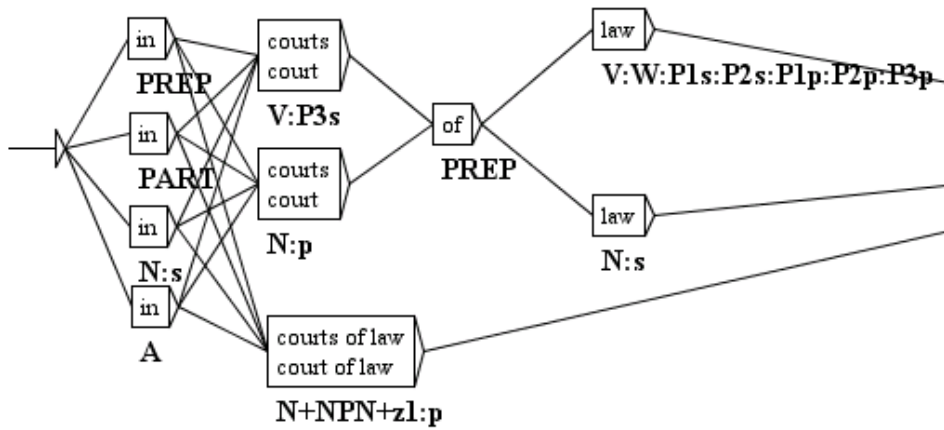 in
PREP
in
PART
in
N:s
in
A
courts
court
V:P3s
courts
court
N:p
courts of law
court of law
N+NPN+z1:p
of
PREP
law
V:W:P1s:P2s:P1p:P2p:P3p
law
N:s